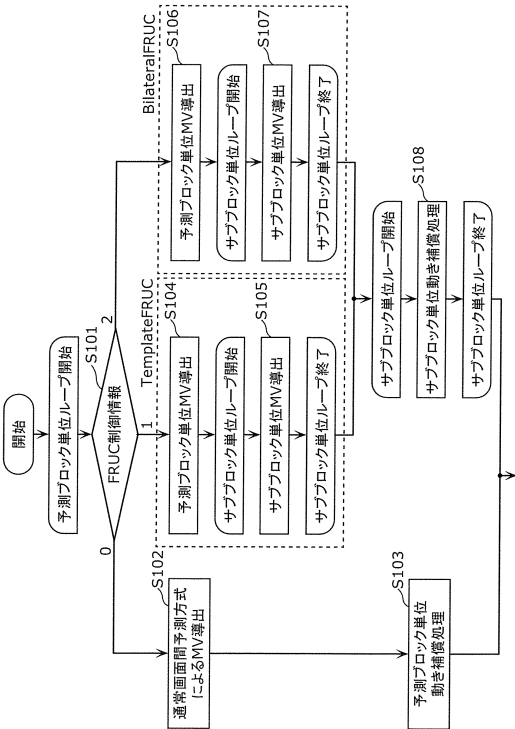 開始
予測ブロック単位ループ開始
S101
FRUC制御情報
0
1
2
S102
通常画間予測方式
によるMV導出
TemplateFRUC
S104
予測ブロック単位MV導出
サブブロック単位ループ開始
S105
サブブロック単位MV導出
サブブロック単位ループ終了
BilateralFRUC
S106
予測ブロック単位MV導出
サブブロック単位ループ開始
S107
サブブロック単位MV導出
サブブロック単位ループ終了
S103
予測ブロック単位
動き補償処理
サブブロック単位ループ開始
S108
サブブロック単位動き補償処理
サブブロック単位ループ終了